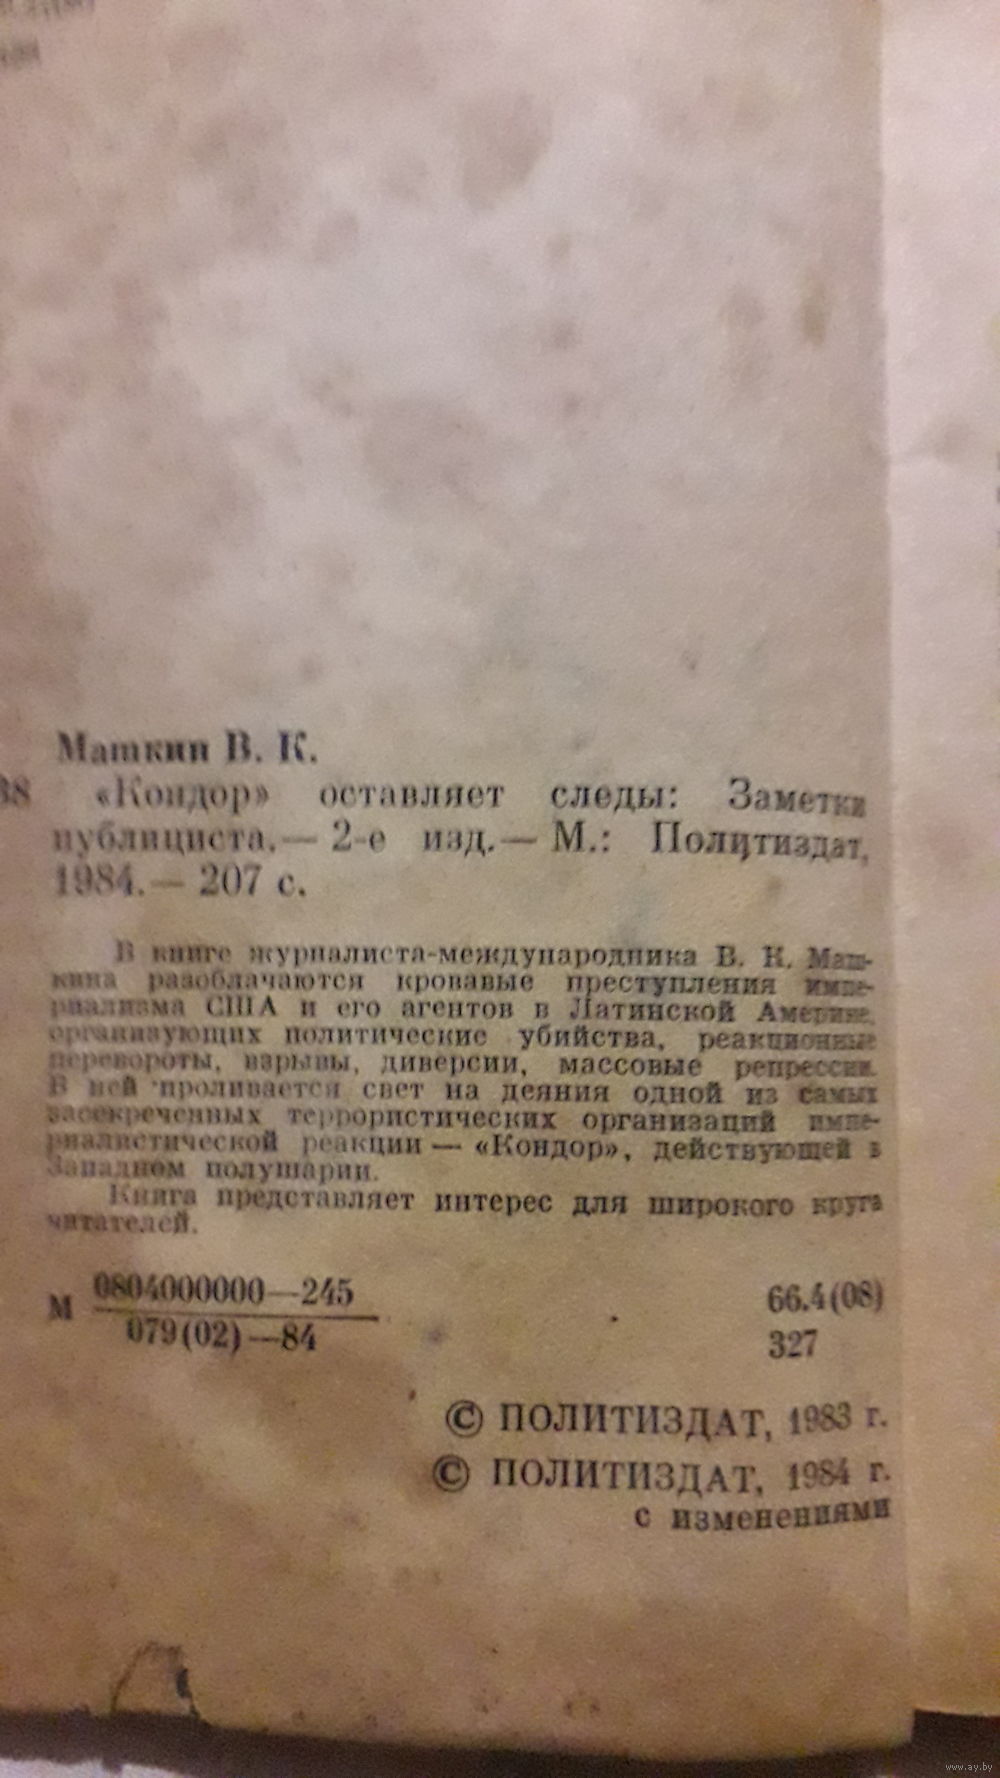 Машкин В. К.
38 «Кондор» оставляет следы: Заметки
публициста.— 2-е изд.— М.: Политиздат,
1984.— 207 с.
В книге журналиста-международника В. К. Маш-
кина разоблачаются кровавые преступления импе-
риализма США и его агентов в Латинской Америке,
организующих политические убийства, реакционные
перевороты, взрывы, диверсии, массовые репрессии.
В ней проливается свет на деяния одной из самых
засекреченных террористических организаций импе-
риалистической реакции — «Кондор», действующей в
Западном полушарии.
Книга представляет интерес для широкого круга
читателей.
М 0804000000—245 66.4(08)
079(02)—84 327
© ПОЛИТИЗДАТ, 1983 г.
© ПОЛИТИЗДАТ, 1984 г.
с изменениями
www.ay.by